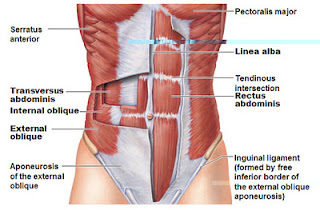 Pectoralis major
Serratus
anterior
Linea alba
Tendinous
intersection
Rectus
abdominis
Transversus
abdominis
Internal oblique
External
oblique
Aponeurosis
of the external
oblique
Inguinal ligament
(formed by free
inferior border of
the external oblique
aponeurosis)